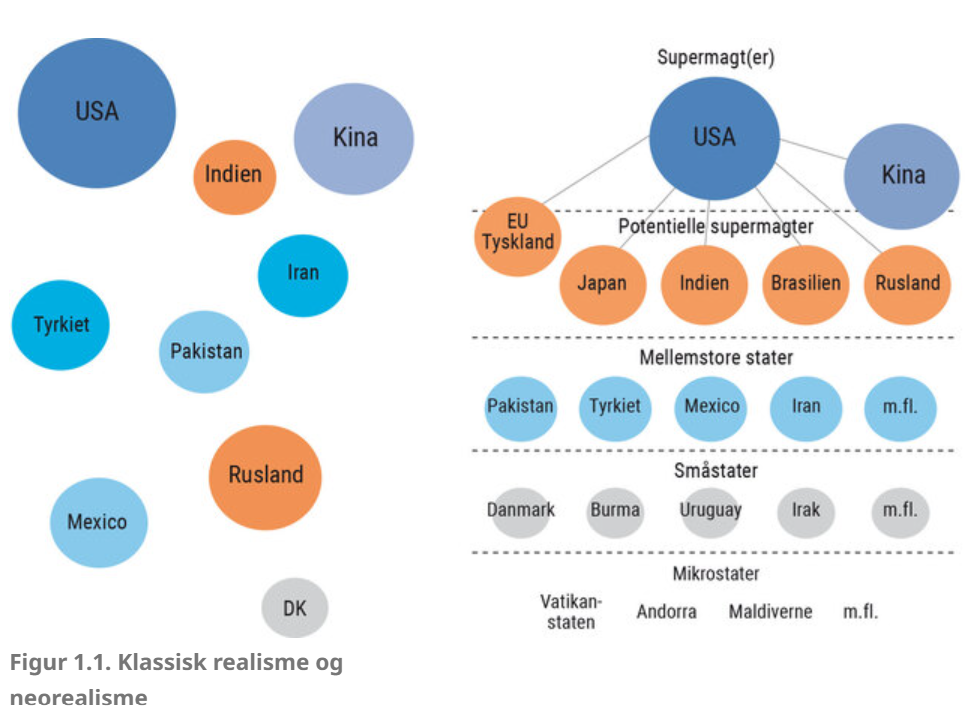 USA
Kina
Indien
Iran
Tyrkiet
Pakistan
Rusland
Mexico
DK
Supermagt(er)
USA
Kina
EU
Tyskland
Potentielle supermagter
Japan
Indien
Brasilien
Rusland
Mellemstore stater
Pakistan
Tyrkiet
Mexico
Iran
m.fl.
Småstater
Danmark
Burma
Uruguay
Irak
m.fl.
Mikrostater
Vatikan-
staten
Andorra
Maldiverne
m.fl.
Figur 1.1. Klassisk realisme og
neorealisme